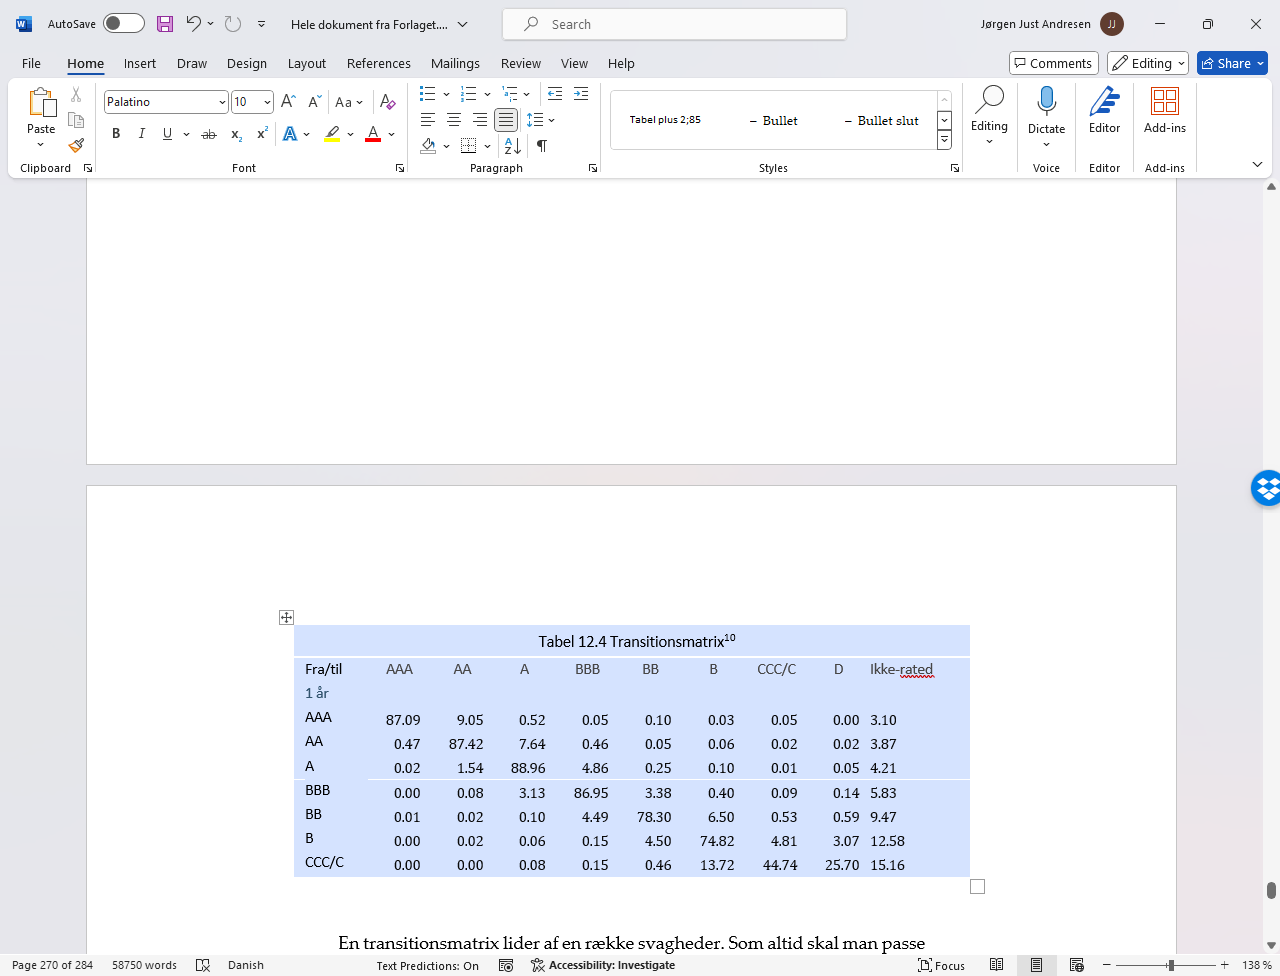 AutoSave Hele dokument fra Forlaget.... Search Jørgen Just Andresen JJ
File Home Insert Draw Design Layout References Mailings Review View Help Comments Editing Share
Paste
Clipboard
Palatino 10 Aa
B I U ab x₂ x² A A
Font
Paragraph
Tabel plus 2;85 – Bullet – Bullet slut
Styles
Editing
Dictate
Voice
Editor
Editor
Add-ins
Add-ins
Tabel 12.4 Transitionsmatrix¹⁰
Fra/til AAA AA A BBB BB B CCC/C D Ikke-rated
1 år
AAA 87.09 9.05 0.52 0.05 0.10 0.03 0.05 0.00 3.10
AA 0.47 87.42 7.64 0.46 0.05 0.06 0.02 0.02 3.87
A 0.02 1.54 88.96 4.86 0.25 0.10 0.01 0.05 4.21
BBB 0.00 0.08 3.13 86.95 3.38 0.40 0.09 0.14 5.83
BB 0.01 0.02 0.10 4.49 78.30 6.50 0.53 0.59 9.47
B 0.00 0.02 0.06 0.15 4.50 74.82 4.81 3.07 12.58
CCC/C 0.00 0.00 0.08 0.15 0.46 13.72 44.74 25.70 15.16
En transitionsmatrix lider af en række svagheder. Som altid skal man passe
Page 270 of 284 58750 words Danish Text Predictions: On Accessibility: Investigate Focus 138 %